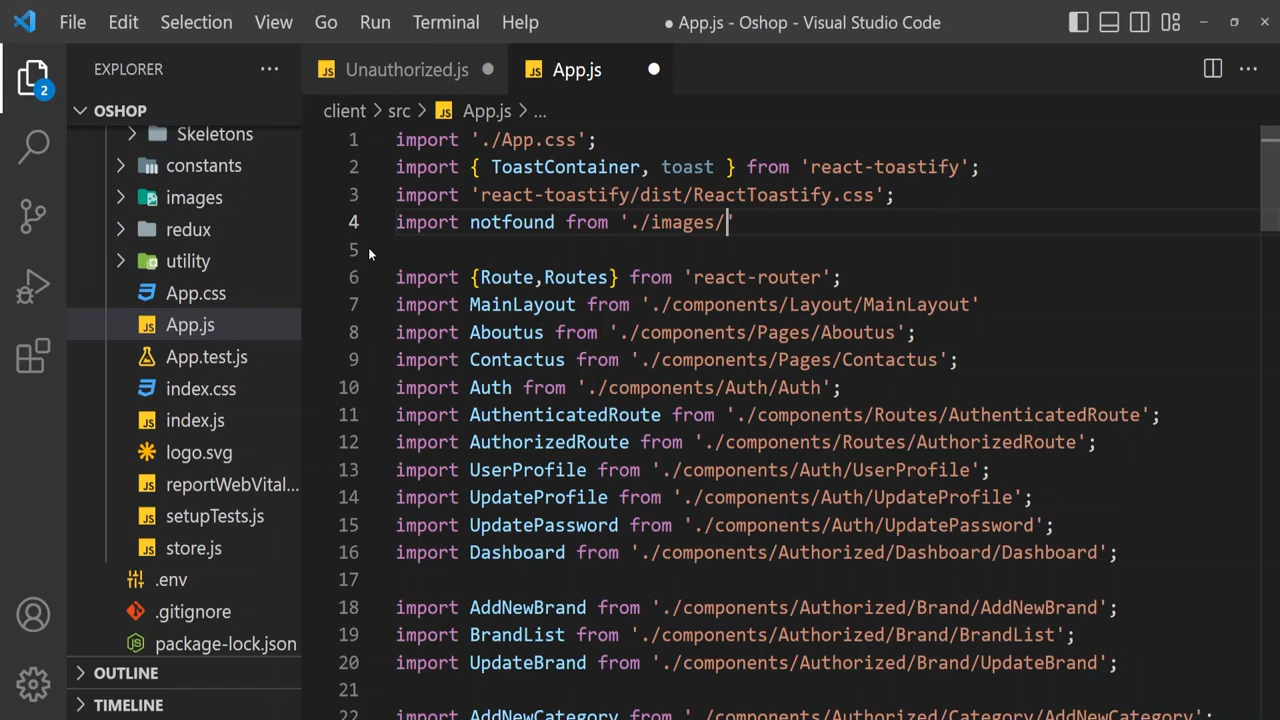 File Edit Selection View Go Run Terminal Help ● App.js - Oshop - Visual Studio Code
EXPLORER
Unauthorized.js
App.js
2
OSHOP
client > src > App.js > ...
Skeletons
constants
images
redux
utility
App.css
App.js
App.test.js
index.css
index.js
logo.svg
reportWebVital...
setupTests.js
store.js
.env
.gitignore
package-lock.json
OUTLINE
TIMELINE
1 import './App.css';
2 import { ToastContainer, toast } from 'react-toastify';
3 import 'react-toastify/dist/ReactToastify.css';
4 import notfound from './images/'
5
6 import {Route,Routes} from 'react-router';
7 import MainLayout from './components/Layout/MainLayout'
8 import Aboutus from './components/Pages/Aboutus';
9 import Contactus from './components/Pages/Contactus';
10 import Auth from './components/Auth/Auth';
11 import AuthenticatedRoute from './components/Routes/AuthenticatedRoute';
12 import AuthorizedRoute from './components/Routes/AuthorizedRoute';
13 import UserProfile from './components/Auth/UserProfile';
14 import UpdateProfile from './components/Auth/UpdateProfile';
15 import UpdatePassword from './components/Auth/UpdatePassword';
16 import Dashboard from './components/Authorized/Dashboard/Dashboard';
17
18 import AddNewBrand from './components/Authorized/Brand/AddNewBrand';
19 import BrandList from './components/Authorized/Brand/BrandList';
20 import UpdateBrand from './components/Authorized/Brand/UpdateBrand';
21
22 import AddNewCategory from './components/Authorized/Category/AddNewCategory';